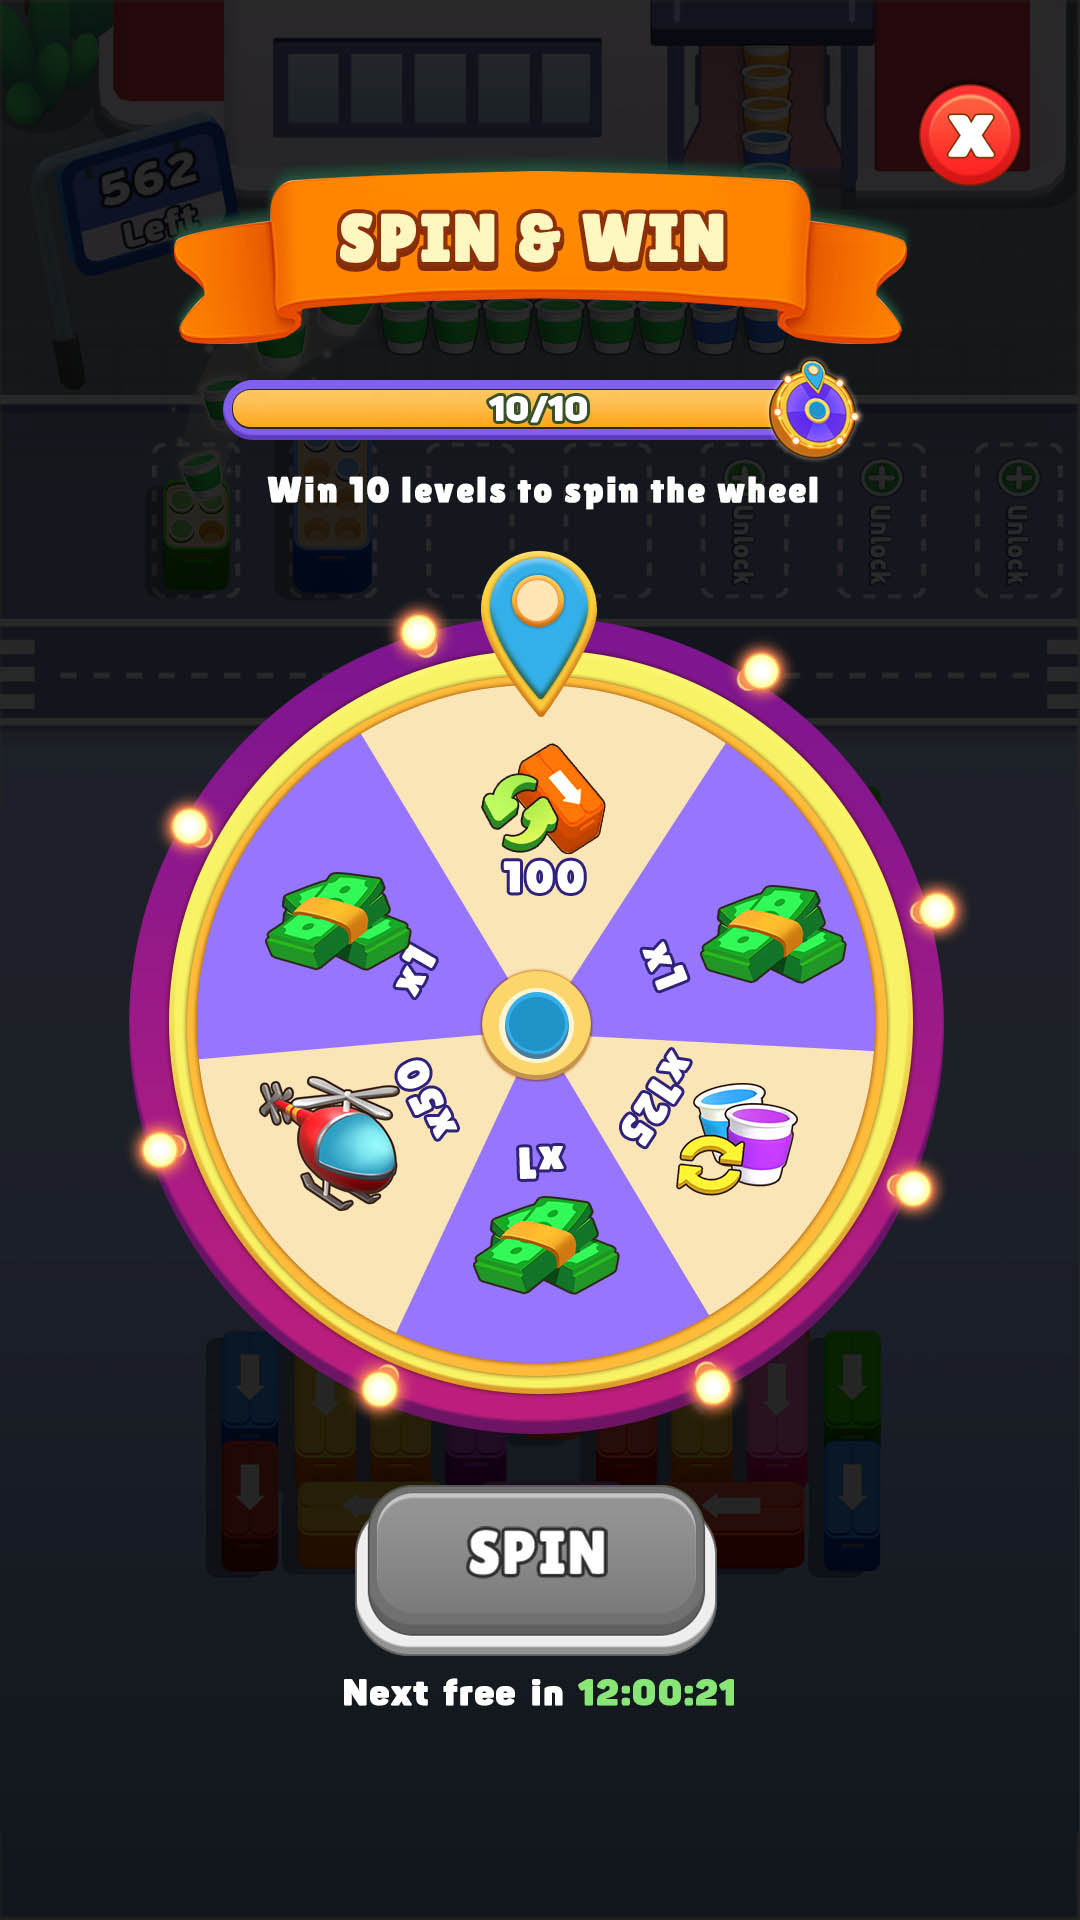 562
Left
X
SPIN & WIN
10/10
Win 10 levels to spin the wheel
Unlock
Unlock
Unlock
100
x1
x1
x50
x125
x1
SPIN
Next free in 12:00:21